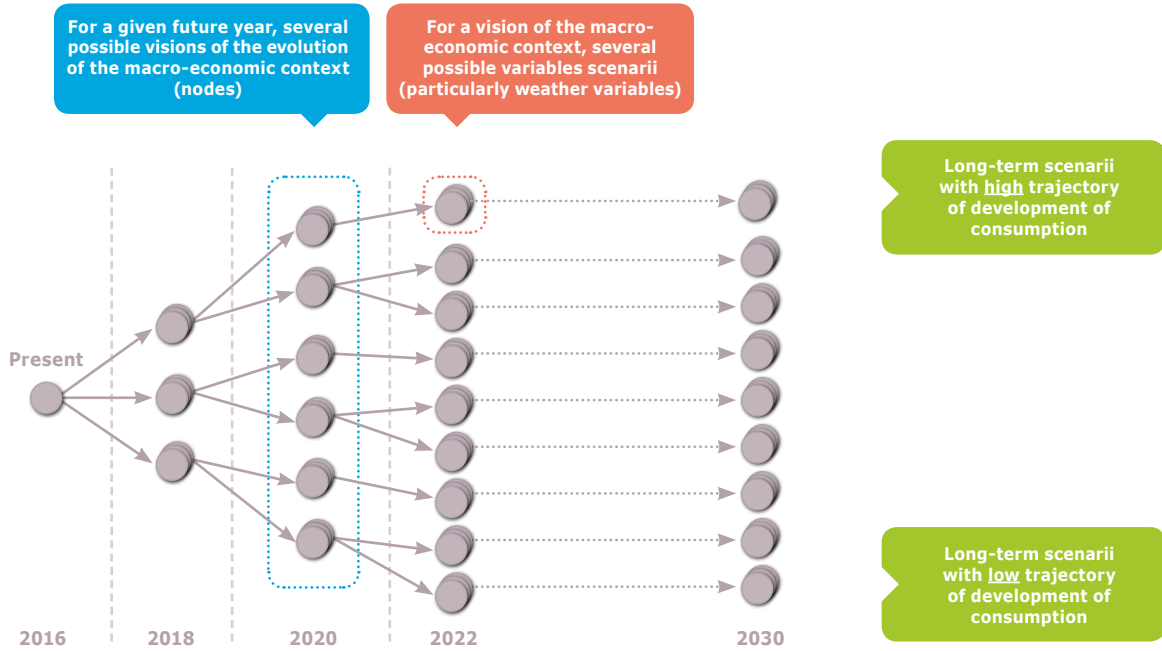 For a given future year, several
possible visions of the evolution
of the macro-economic context
(nodes)
For a vision of the macro-
economic context, several
possible variables scenarii
(particularly weather variables)
Long-term scenarii
with high trajectory
of development of
consumption
Present
Long-term scenarii
with low trajectory
of development of
consumption
2016
2018
2020
2022
2030